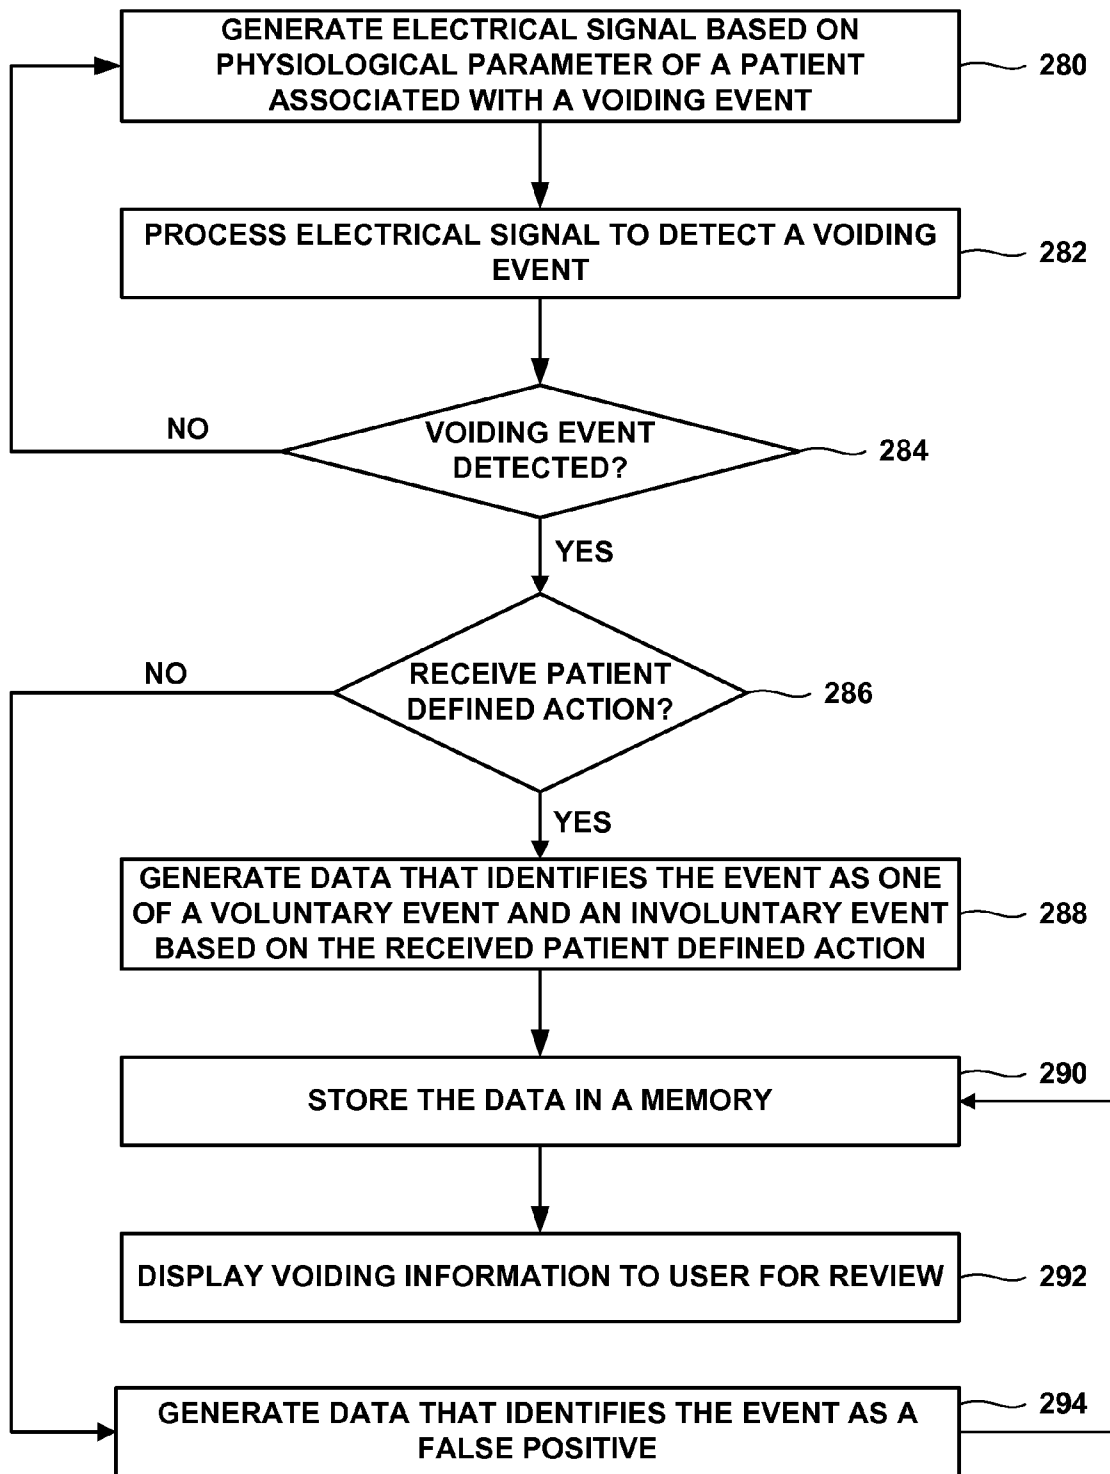 GENERATE ELECTRICAL SIGNAL BASED ON
PHYSIOLOGICAL PARAMETER OF A PATIENT
ASSOCIATED WITH A VOIDING EVENT
280
PROCESS ELECTRICAL SIGNAL TO DETECT A VOIDING
EVENT
282
NO
VOIDING EVENT
DETECTED?
284
YES
NO
RECEIVE PATIENT
DEFINED ACTION?
286
YES
GENERATE DATA THAT IDENTIFIES THE EVENT AS ONE
OF A VOLUNTARY EVENT AND AN INVOLUNTARY EVENT
BASED ON THE RECEIVED PATIENT DEFINED ACTION
288
STORE THE DATA IN A MEMORY
290
DISPLAY VOIDING INFORMATION TO USER FOR REVIEW
292
GENERATE DATA THAT IDENTIFIES THE EVENT AS A
FALSE POSITIVE
294